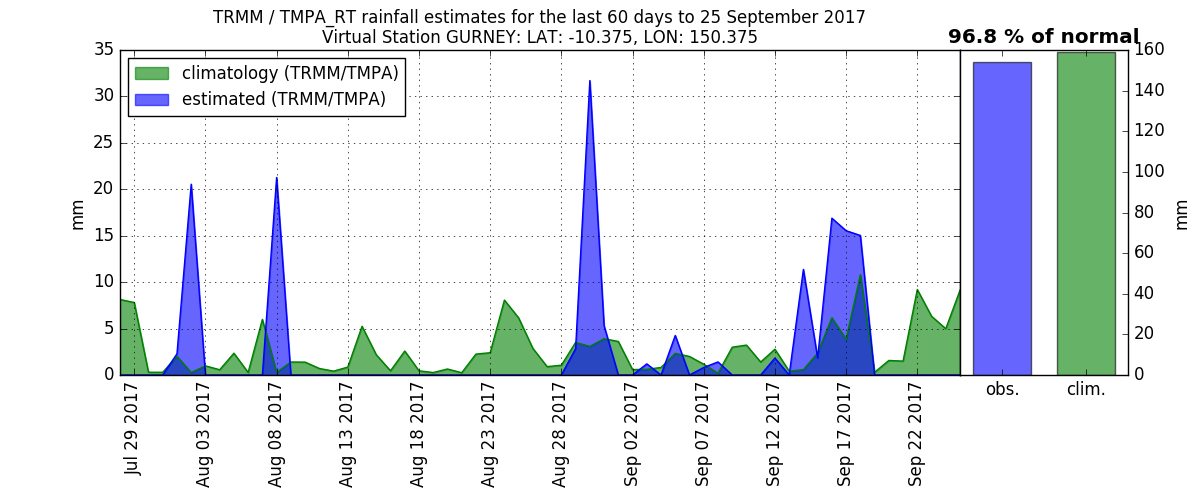 TRMM / TMPA_RT rainfall estimates for the last 60 days to 25 September 2017
Virtual Station GURNEY: LAT: -10.375, LON: 150.375
96.8 % of normal
climatology (TRMM/TMPA)
estimated (TRMM/TMPA)
mm
35
30
25
20
15
10
5
0
Jul 29 2017
Aug 03 2017
Aug 08 2017
Aug 13 2017
Aug 18 2017
Aug 23 2017
Aug 28 2017
Sep 02 2017
Sep 07 2017
Sep 12 2017
Sep 17 2017
Sep 22 2017
obs.
clim.
160
140
120
100
80
60
40
20
0
mm